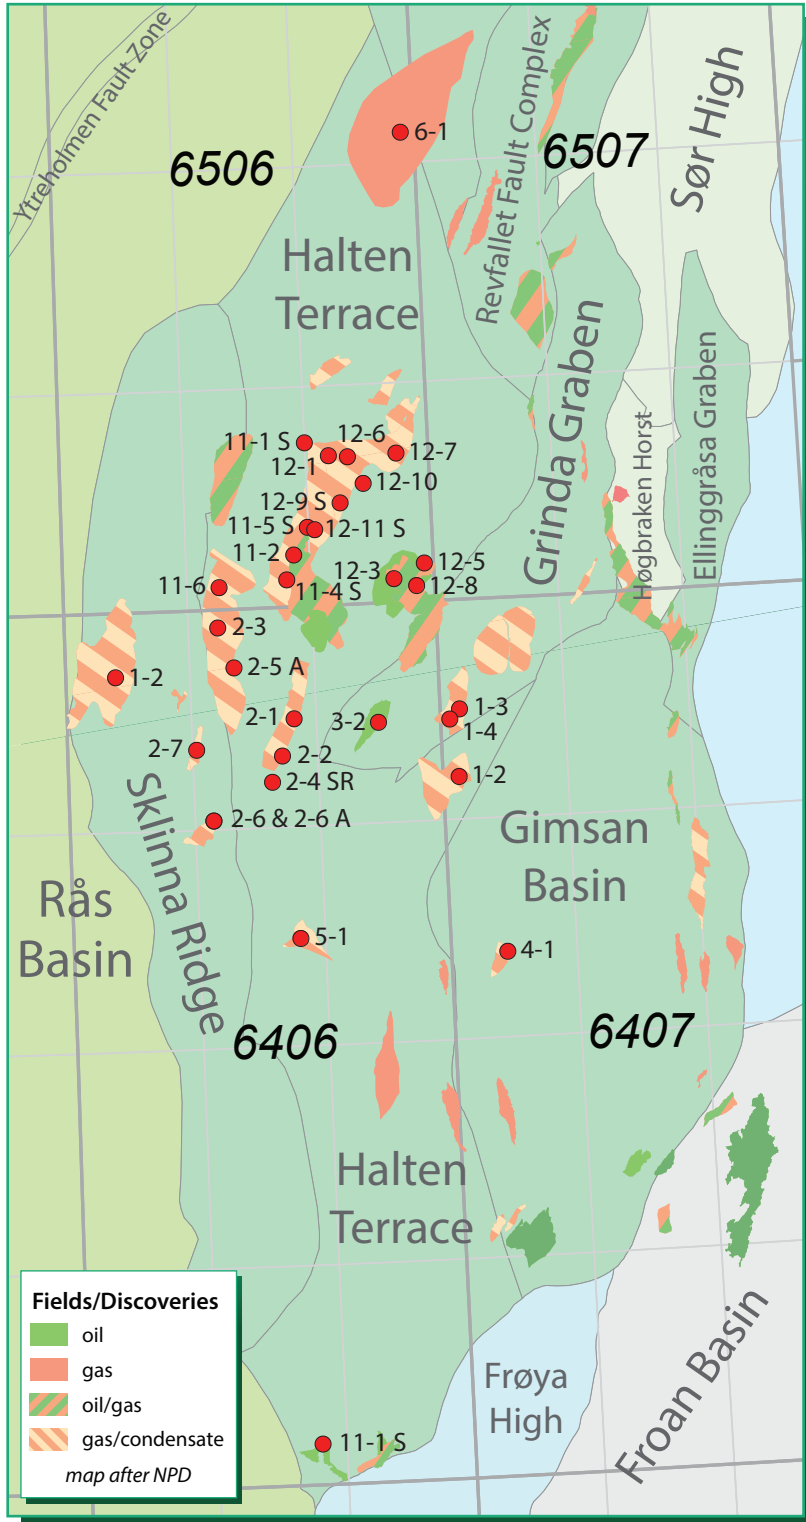 Ytreholmen Fault Zone
6506
6-1
Revfallet Fault Complex
6507
Sør High
Halten
Terrace
Grinda Graben
Høgbraken Horst
Ellinggråsa Graben
11-1 S
12-6
12-1
12-7
12-10
12-9 S
11-5 S
12-11 S
11-2
12-5
12-3
11-6
11-4 S
12-8
2-3
2-5 A
1-2
2-1
3-2
1-3
1-4
2-7
2-2
2-4 SR
1-2
2-6 & 2-6 A
Sklinna Ridge
Gimsan
Basin
Rås
Basin
5-1
4-1
6406
6407
Halten
Terrace
Fields/Discoveries
oil
gas
oil/gas
gas/condensate
map after NPD
Frøya
High
Froan Basin
11-1 S